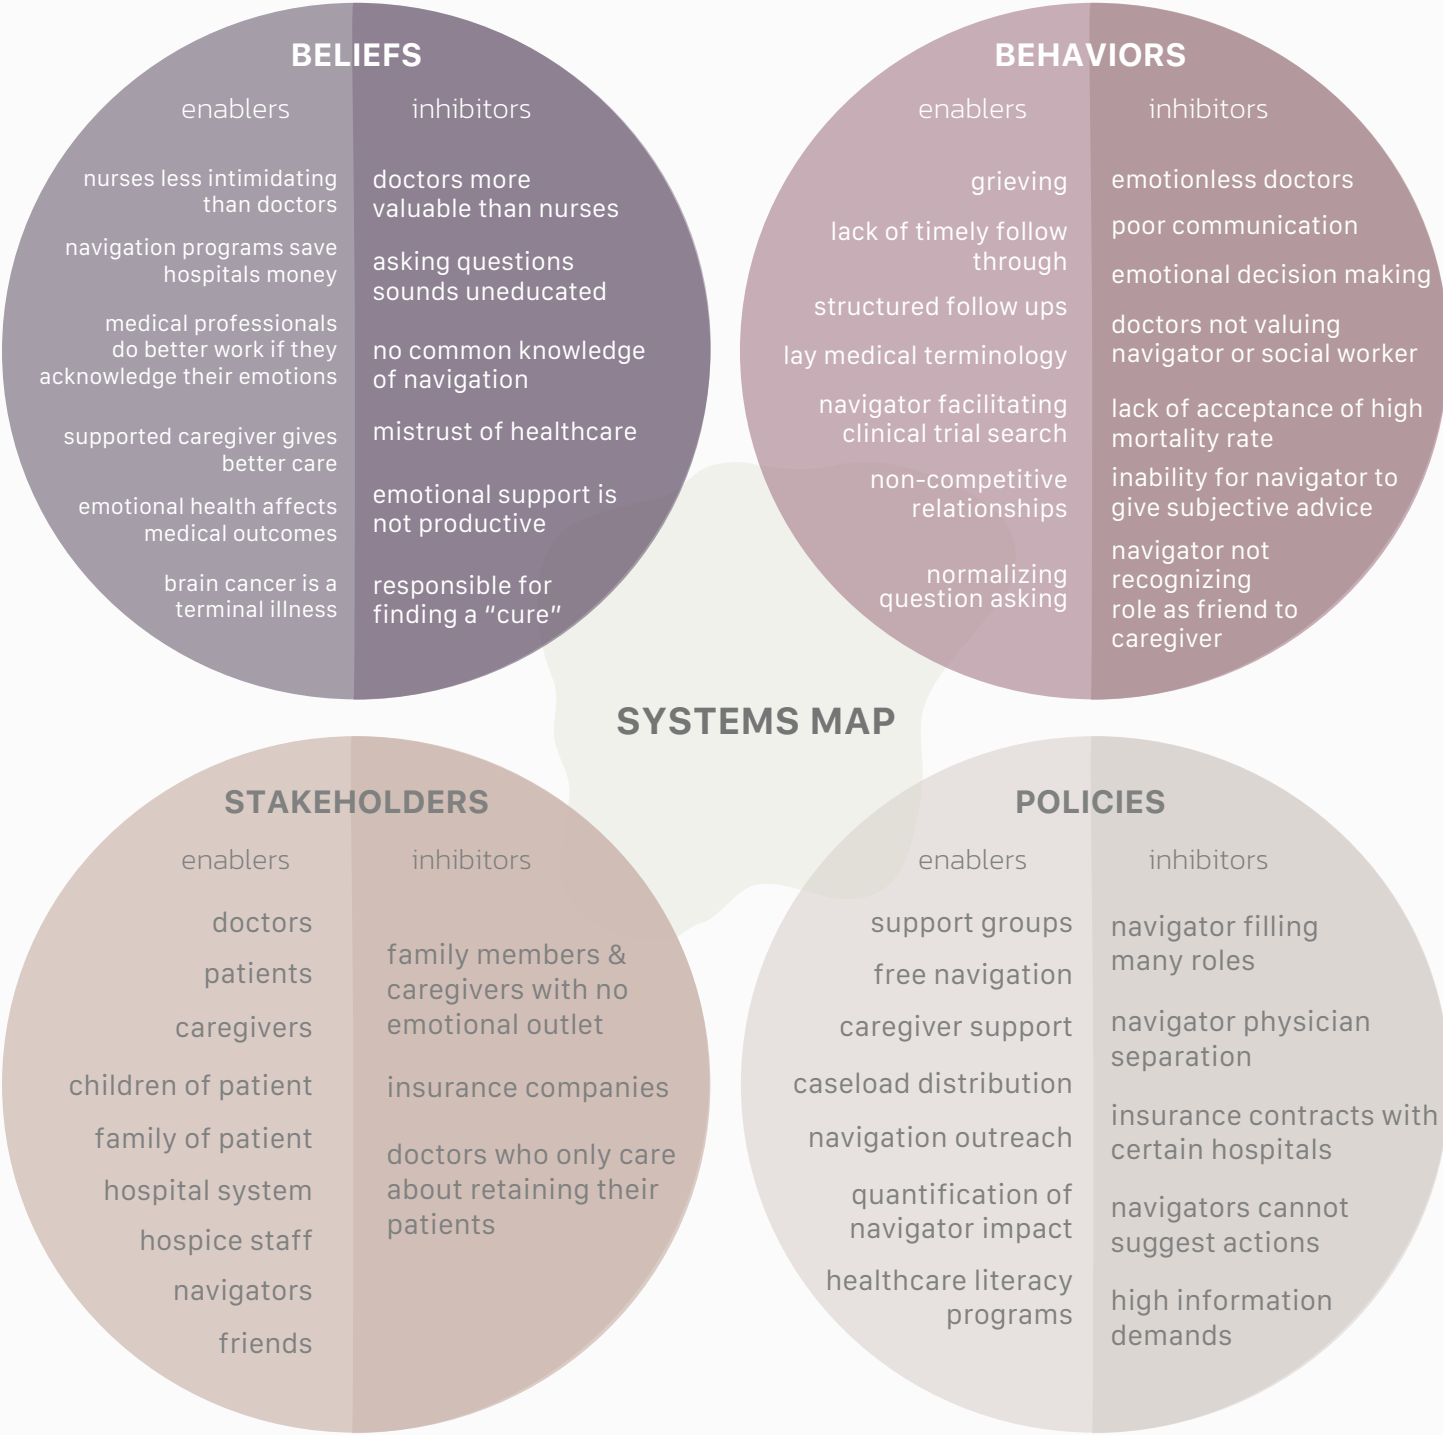 BELIEFS
enablers
nurses less intimidating
than doctors
navigation programs save
hospitals money
medical professionals
do better work if they
acknowledge their emotions
supported caregiver gives
better care
emotional health affects
medical outcomes
brain cancer is a
terminal illness
inhibitors
doctors more
valuable than nurses
asking questions
sounds uneducated
no common knowledge
of navigation
mistrust of healthcare
emotional support is
not productive
responsible for
finding a “cure”
BEHAVIORS
enablers
grieving
lack of timely follow
through
structured follow ups
lay medical terminology
navigator facilitating
clinical trial search
non-competitive
relationships
normalizing
question asking
inhibitors
emotionless doctors
poor communication
emotional decision making
doctors not valuing
navigator or social worker
lack of acceptance of high
mortality rate
inability for navigator to
give subjective advice
navigator not
recognizing
role as friend to
caregiver
SYSTEMS MAP
STAKEHOLDERS
enablers
doctors
patients
caregivers
children of patient
family of patient
hospital system
hospice staff
navigators
friends
inhibitors
family members &
caregivers with no
emotional outlet
insurance companies
doctors who only care
about retaining their
patients
POLICIES
enablers
support groups
free navigation
caregiver support
caseload distribution
navigation outreach
quantification of
navigator impact
healthcare literacy
programs
inhibitors
navigator filling
many roles
navigator physician
separation
insurance contracts with
certain hospitals
navigators cannot
suggest actions
high information
demands